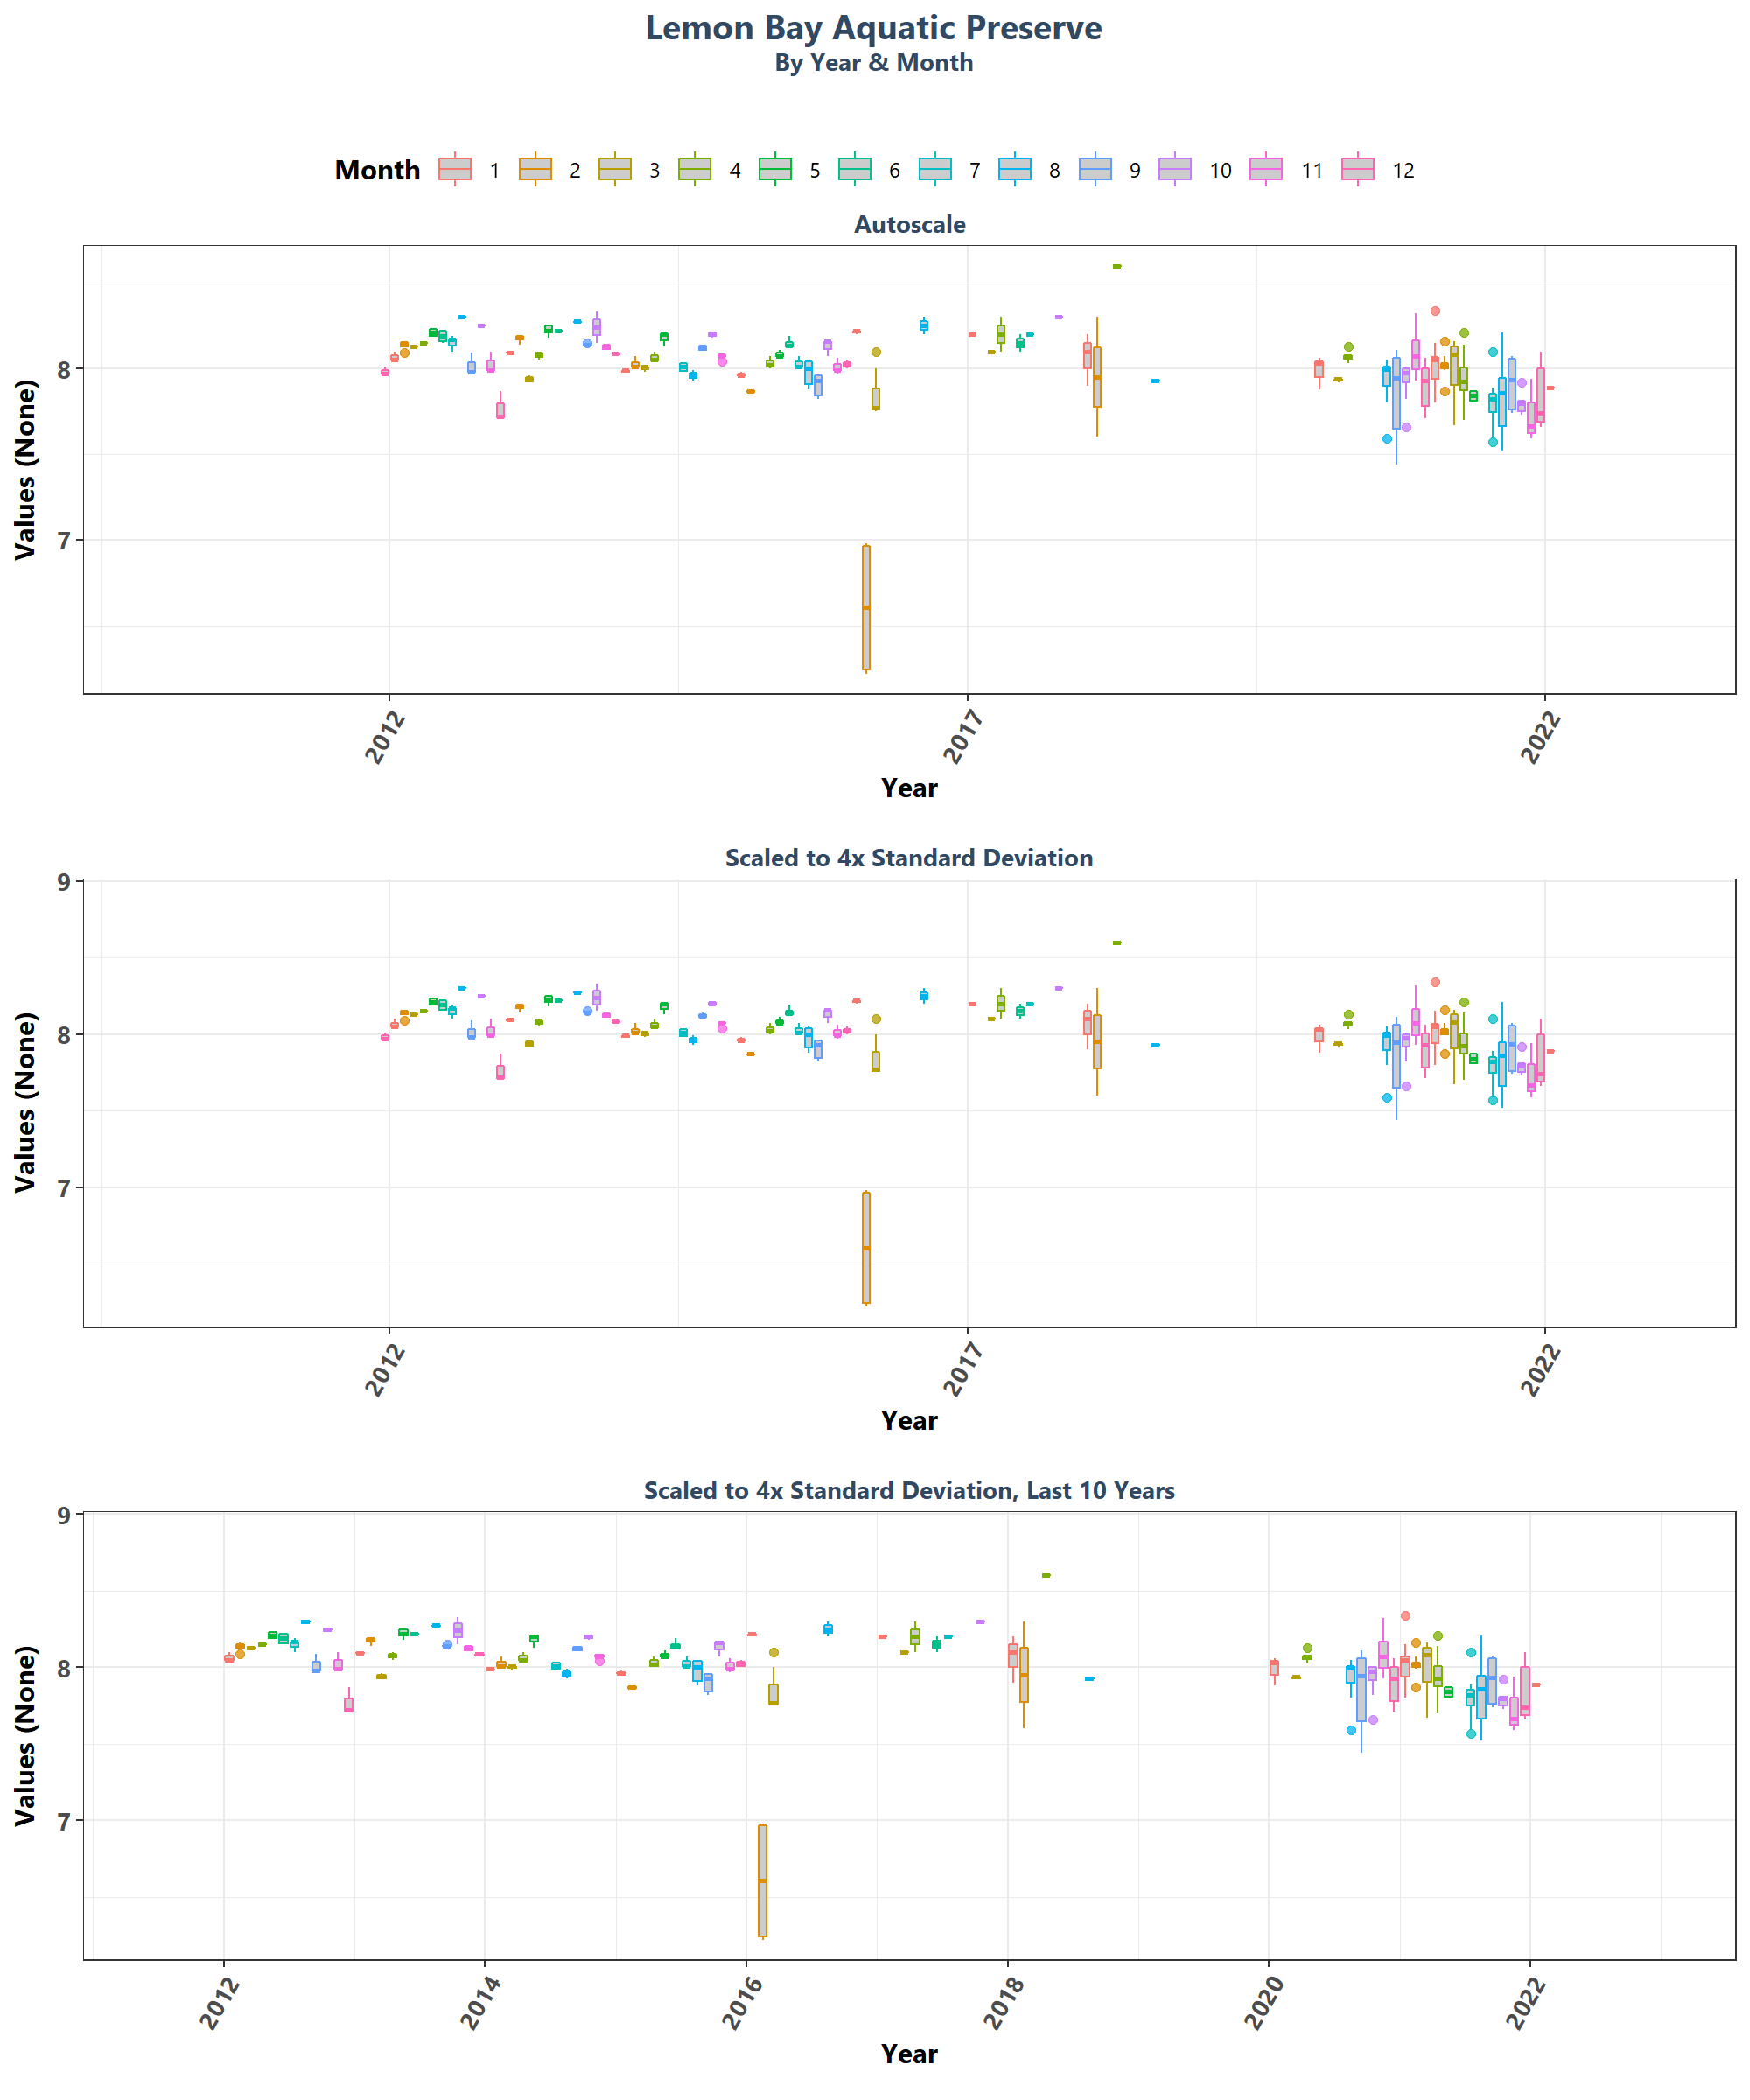 Lemon Bay Aquatic Preserve
By Year & Month
Month 1 2 3 4 5 6 7 8 9 10 11 12
Autoscale
Values (None)
8
7
2012 2017 2022
Year
Scaled to 4x Standard Deviation
Values (None)
9
8
7
2012 2017 2022
Year
Scaled to 4x Standard Deviation, Last 10 Years
Values (None)
9
8
7
2012 2014 2016 2018 2020 2022
Year